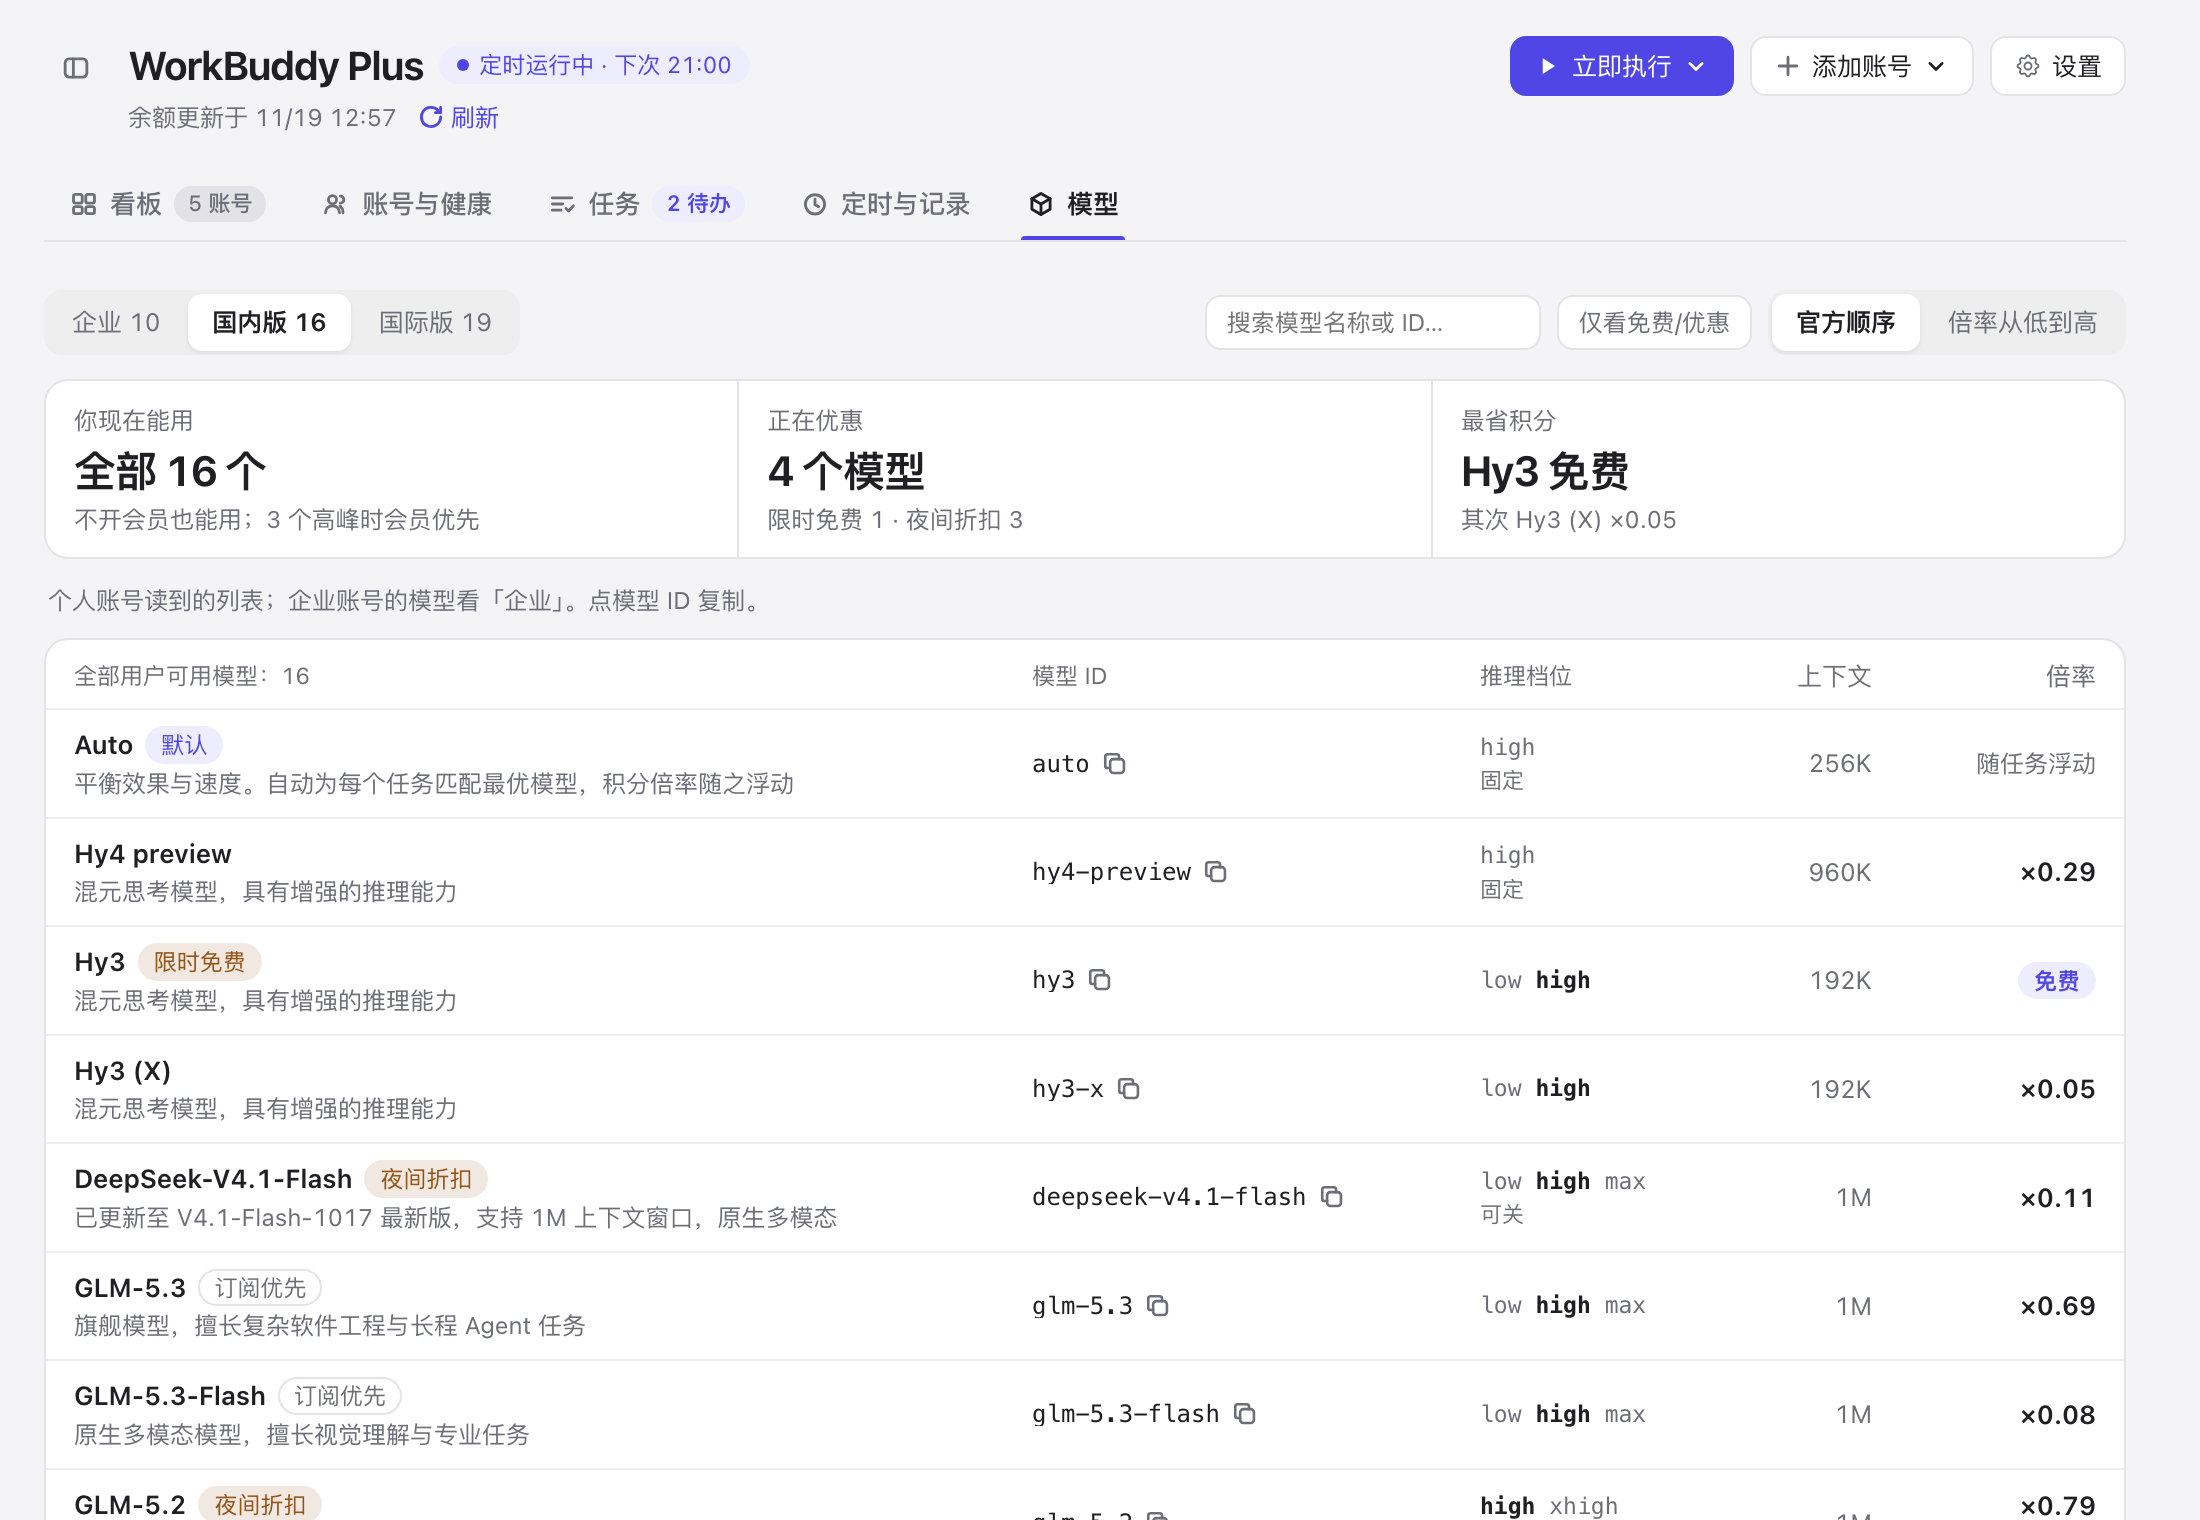 WorkBuddy Plus 定时运行中 · 下次 21:00
立即执行 添加账号 设置
余额更新于 11/19 12:57 刷新
看板 5 账号 账号与健康 任务 2 待办 定时与记录 模型
企业 10 国内版 16 国际版 19 搜索模型名称或 ID... 仅看免费/优惠 官方顺序 倍率从低到高
你现在能用
全部 16 个
不开会员也能用；3 个高峰时会员优先
正在优惠
4 个模型
限时免费 1 · 夜间折扣 3
最省积分
Hy3 免费
其次 Hy3 (X) ×0.05
个人账号读到的列表；企业账号的模型看「企业」。点模型 ID 复制。
全部用户可用模型：16 模型 ID 推理档位 上下文 倍率
Auto 默认
平衡效果与速度。自动为每个任务匹配最优模型，积分倍率随之浮动
auto
high
固定
256K
随任务浮动
Hy4 preview
混元思考模型，具有增强的推理能力
hy4-preview
high
固定
960K
×0.29
Hy3 限时免费
混元思考模型，具有增强的推理能力
hy3
low high
192K
免费
Hy3 (X)
混元思考模型，具有增强的推理能力
hy3-x
low high
192K
×0.05
DeepSeek-V4.1-Flash 夜间折扣
已更新至 V4.1-Flash-1017 最新版，支持 1M 上下文窗口，原生多模态
deepseek-v4.1-flash
low high max
可关
1M
×0.11
GLM-5.3 订阅优先
旗舰模型，擅长复杂软件工程与长程 Agent 任务
glm-5.3
low high max
1M
×0.69
GLM-5.3-Flash 订阅优先
原生多模态模型，擅长视觉理解与专业任务
glm-5.3-flash
low high max
1M
×0.08
GLM-5.2 夜间折扣
glm-5.2
high xhigh
1M
×0.79